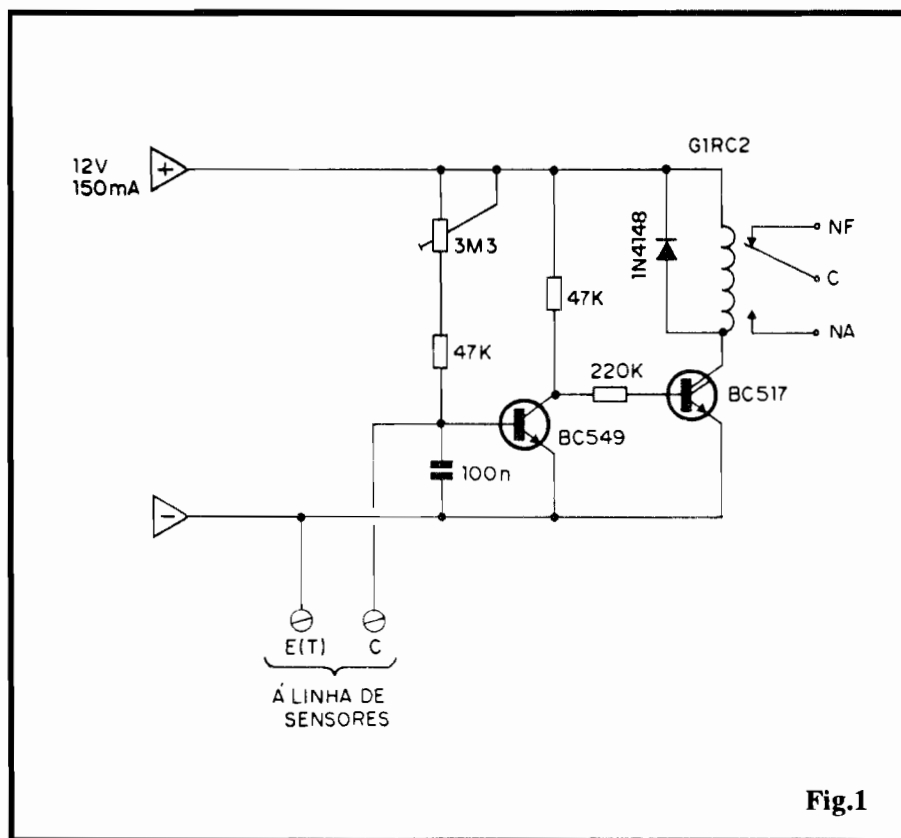 G1RC2
12V
150mA
+
3M3
47K
47K
1N4148
NF
C
NA
220K
BC517
BC549
100n
-
E(T) C
Á LINHA DE
SENSORES
Fig.1